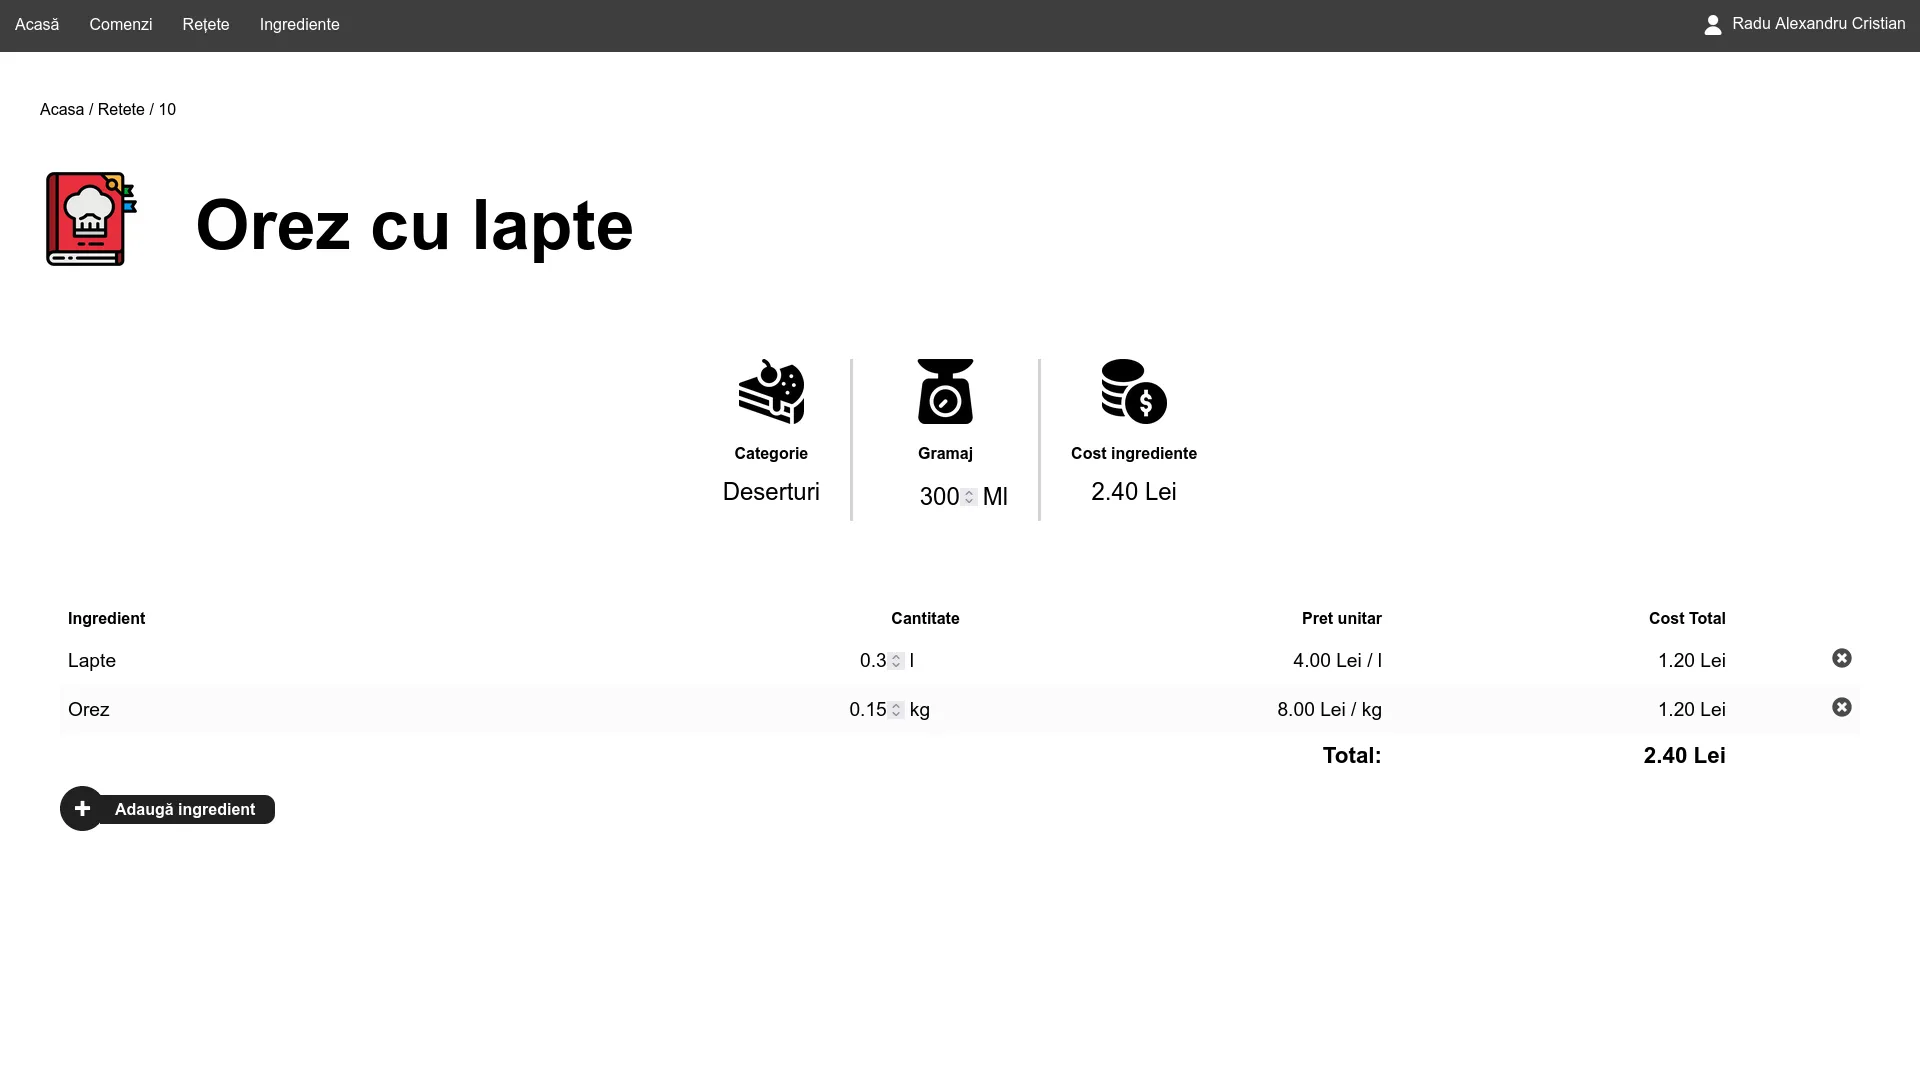 Acasă Comenzi Rețete Ingrediente Radu Alexandru Cristian
Acasa / Retete / 10
Orez cu lapte
Categorie Gramaj Cost ingrediente
Deserturi 300 Ml 2.40 Lei
Ingredient Cantitate Pret unitar Cost Total
Lapte 0.3 l 4.00 Lei / l 1.20 Lei
Orez 0.15 kg 8.00 Lei / kg 1.20 Lei
Total: 2.40 Lei
+ Adaugă ingredient